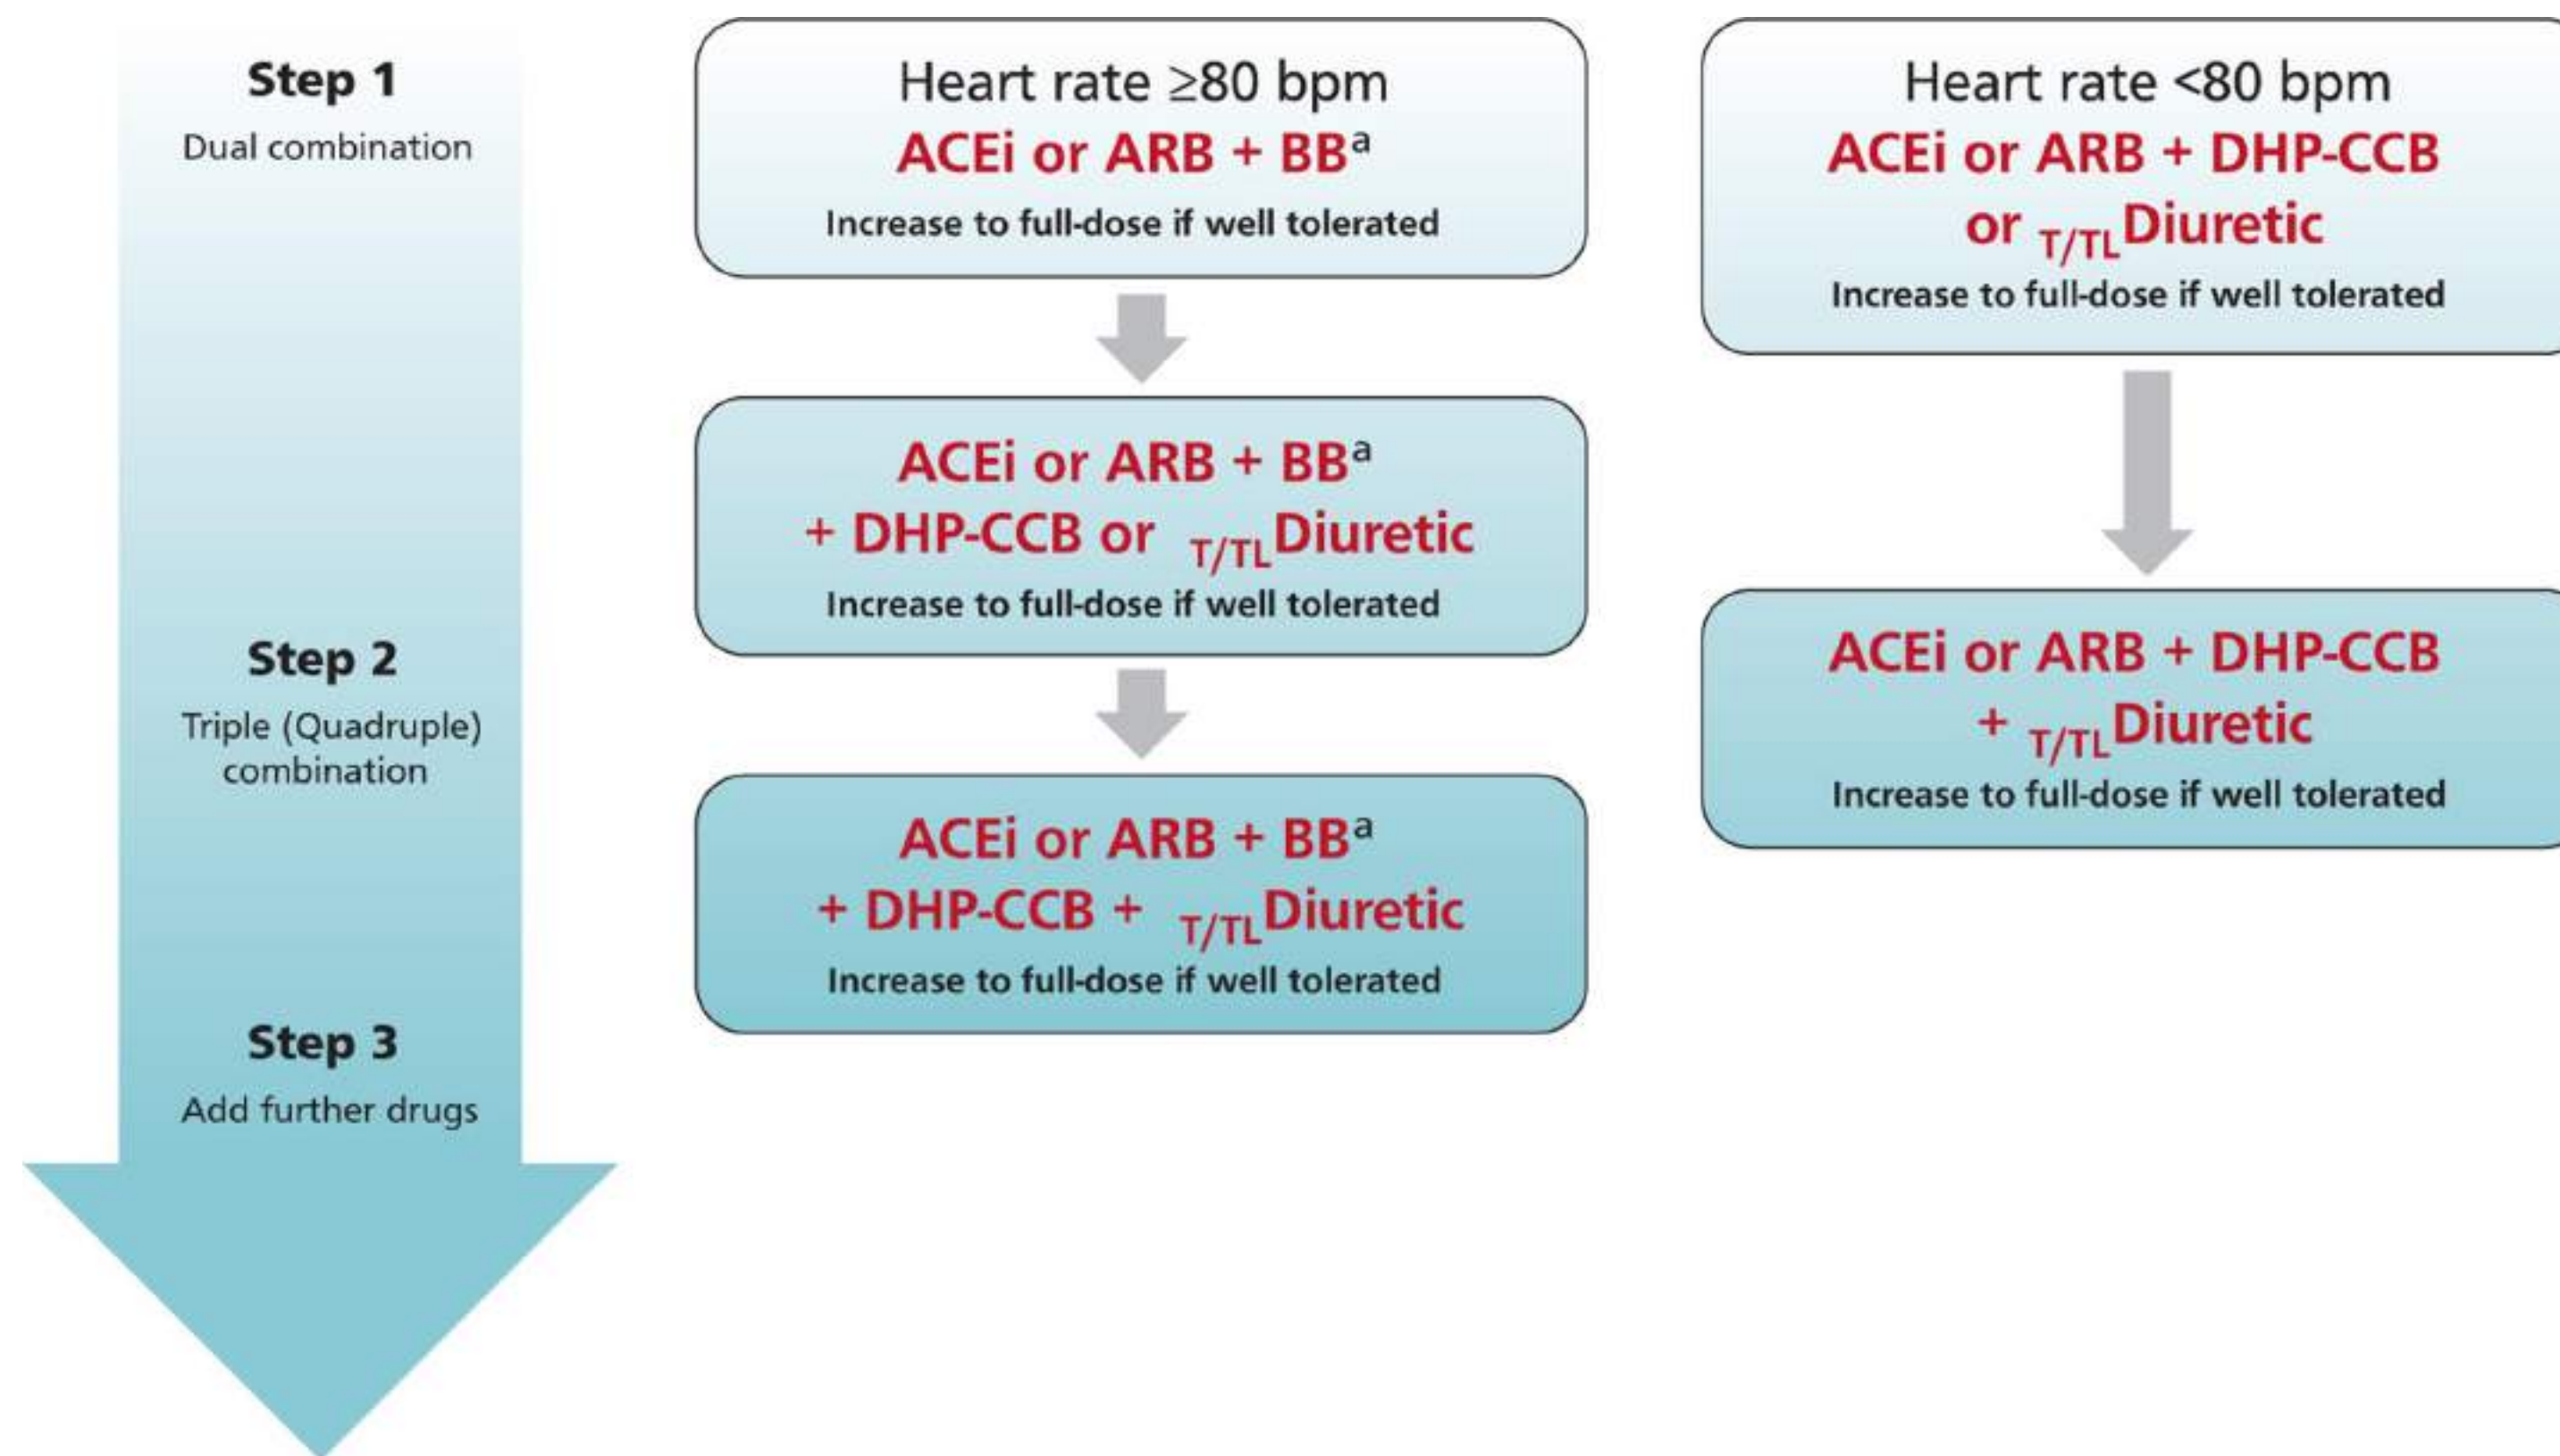 Step 1
Dual combination
Step 2
Triple (Quadruple)
combination
Step 3
Add further drugs
Heart rate ≥80 bpm
ACEi or ARB + BBa
Increase to full-dose if well tolerated
ACEi or ARB + BBa
+ DHP-CCB or T/TLDiuretic
Increase to full-dose if well tolerated
ACEi or ARB + BBa
+ DHP-CCB + T/TLDiuretic
Increase to full-dose if well tolerated
Heart rate <80 bpm
ACEi or ARB + DHP-CCB
or T/TLDiuretic
Increase to full-dose if well tolerated
ACEi or ARB + DHP-CCB
+ T/TLDiuretic
Increase to full-dose if well tolerated